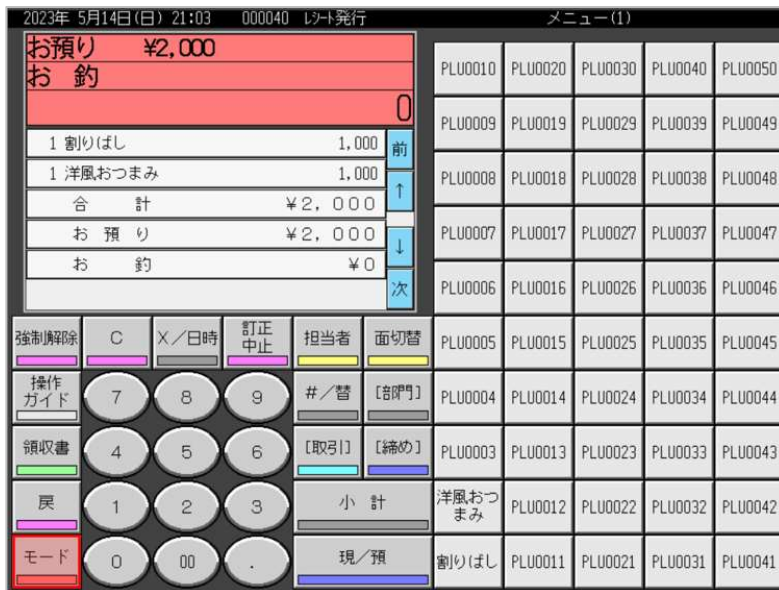 2023年 5月14日(日) 21:03 000040 レシート発行 メニュー(1)
お預り ¥2,000
お 釣
0
1 割りばし 1,000
1 洋風おつまみ 1,000
合 計 ¥2,000
お 預 り ¥2,000
お 釣 ¥0
前
↑
↓
次
PLU0010 PLU0020 PLU0030 PLU0040 PLU0050
PLU0009 PLU0019 PLU0029 PLU0039 PLU0049
PLU0008 PLU0018 PLU0028 PLU0038 PLU0048
PLU0007 PLU0017 PLU0027 PLU0037 PLU0047
PLU0006 PLU0016 PLU0026 PLU0036 PLU0046
強制解除 C X/日時 訂正
中止 担当者 面切替 PLU0005 PLU0015 PLU0025 PLU0035 PLU0045
操作
ガイド 7 8 9 #/替 [部門] PLU0004 PLU0014 PLU0024 PLU0034 PLU0044
領収書 4 5 6 [取引] [締め] PLU0003 PLU0013 PLU0023 PLU0033 PLU0043
戻 1 2 3 小 計 洋風おつ
まみ PLU0012 PLU0022 PLU0032 PLU0042
モード 0 00 . 現/預 割りばし PLU0011 PLU0021 PLU0031 PLU0041